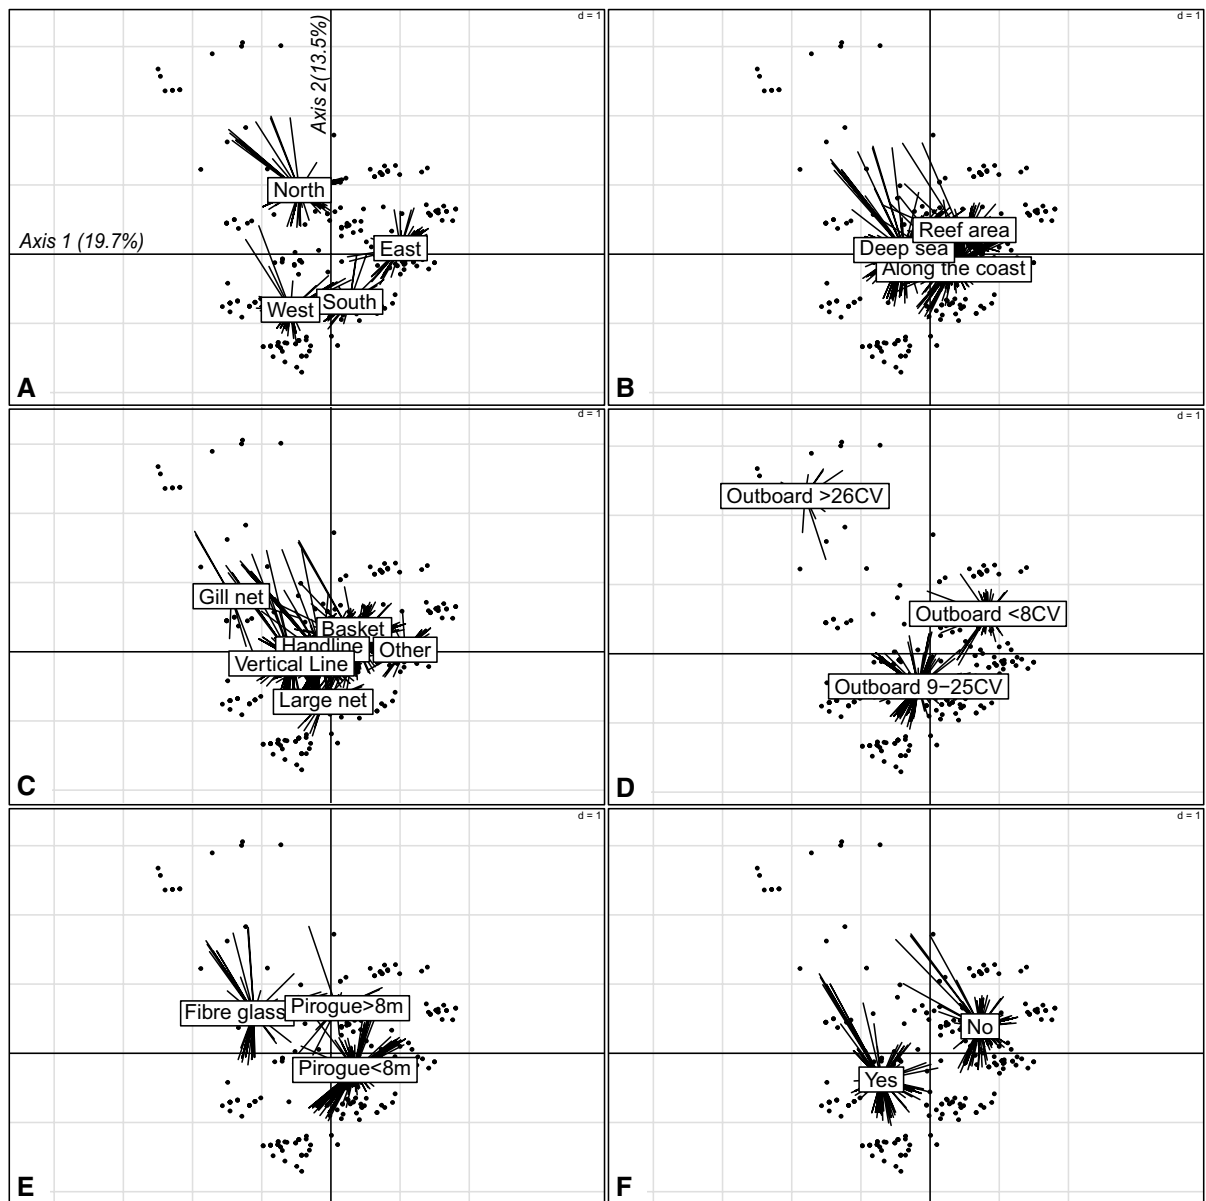 d = 1
Axis 2(13.5%)
North
Axis 1 (19.7%)
East
South
West
A
d = 1
Reef area
Deep sea
Along the coast
B
d = 1
Gill net
Basket
Handline
Other
Vertical Line
Large net
C
d = 1
Outboard >26CV
Outboard <8CV
Outboard 9−25CV
D
d = 1
Fibre glass
Pirogue>8m
Pirogue<8m
E
d = 1
No
Yes
F